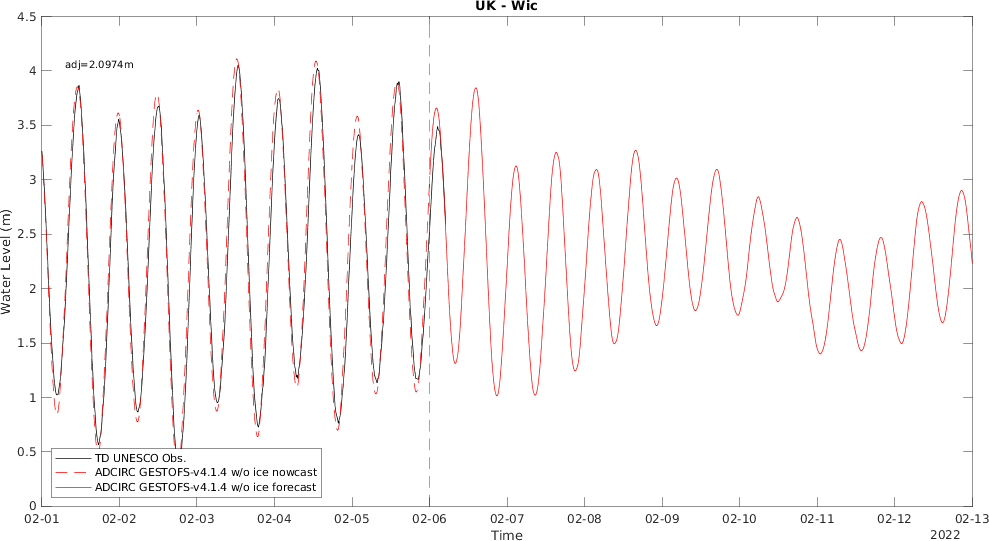 UK - Wic
adj=2.0974m
Water Level (m)
4.5
4
3.5
3
2.5
2
1.5
1
0.5
0
TD UNESCO Obs.
ADCIRC GESTOFS-v4.1.4 w/o ice nowcast
ADCIRC GESTOFS-v4.1.4 w/o ice forecast
02-01 02-02 02-03 02-04 02-05 02-06 02-07 02-08 02-09 02-10 02-11 02-12 02-13
Time
2022